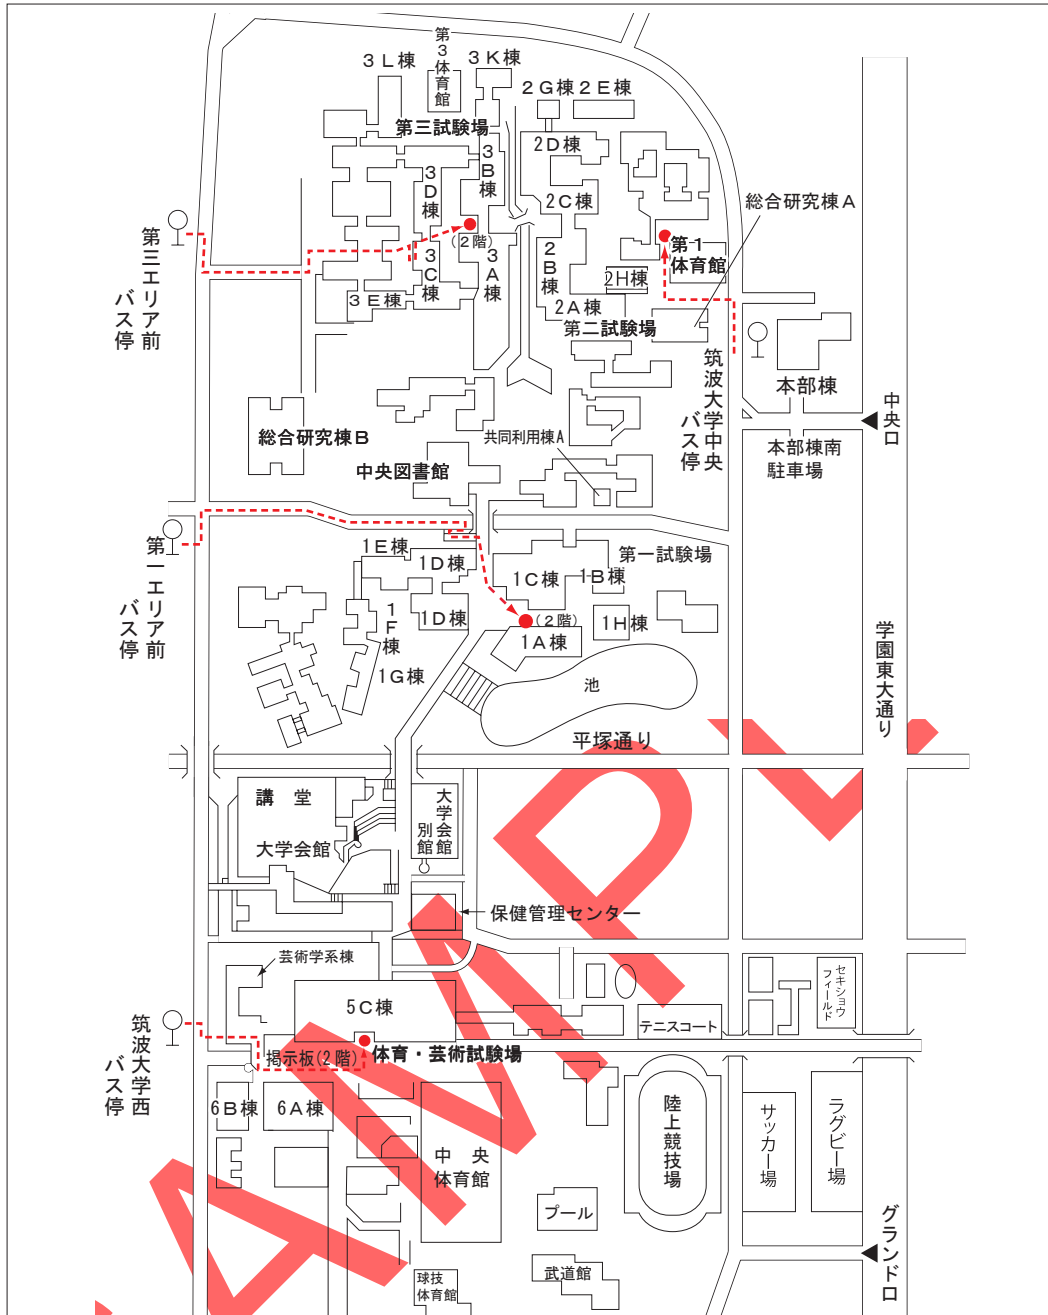 第3体育館
3L棟
3K棟
2G棟
2E棟
第三試験場
2D棟
3B棟
3D棟
2C棟
総合研究棟A
(2階)
第1
体育館
2B棟
3A棟
3C棟
2H棟
3E棟
2A棟
第二試験場
第三エリア前
バス停
筑波大学中央
バス停
本部棟
中央口
本部棟南
駐車場
総合研究棟B
共同利用棟A
中央図書館
第一エリア前
バス停
1E棟
1D棟
第一試験場
1C棟
1B棟
1F棟
1D棟
(2階)
1H棟
1A棟
1G棟
池
学園東大通り
平塚通り
講 堂
大学会館
大学会館
別館
保健管理センター
芸術学系棟
セキショウ
フィールド
5C棟
テニスコート
筑波大学西
バス停
掲示板(2階)
体育・芸術試験場
6B棟
6A棟
中 央
体育館
陸上競技場
サッカー場
ラグビー場
プール
グランド口
武道館
球技
体育館